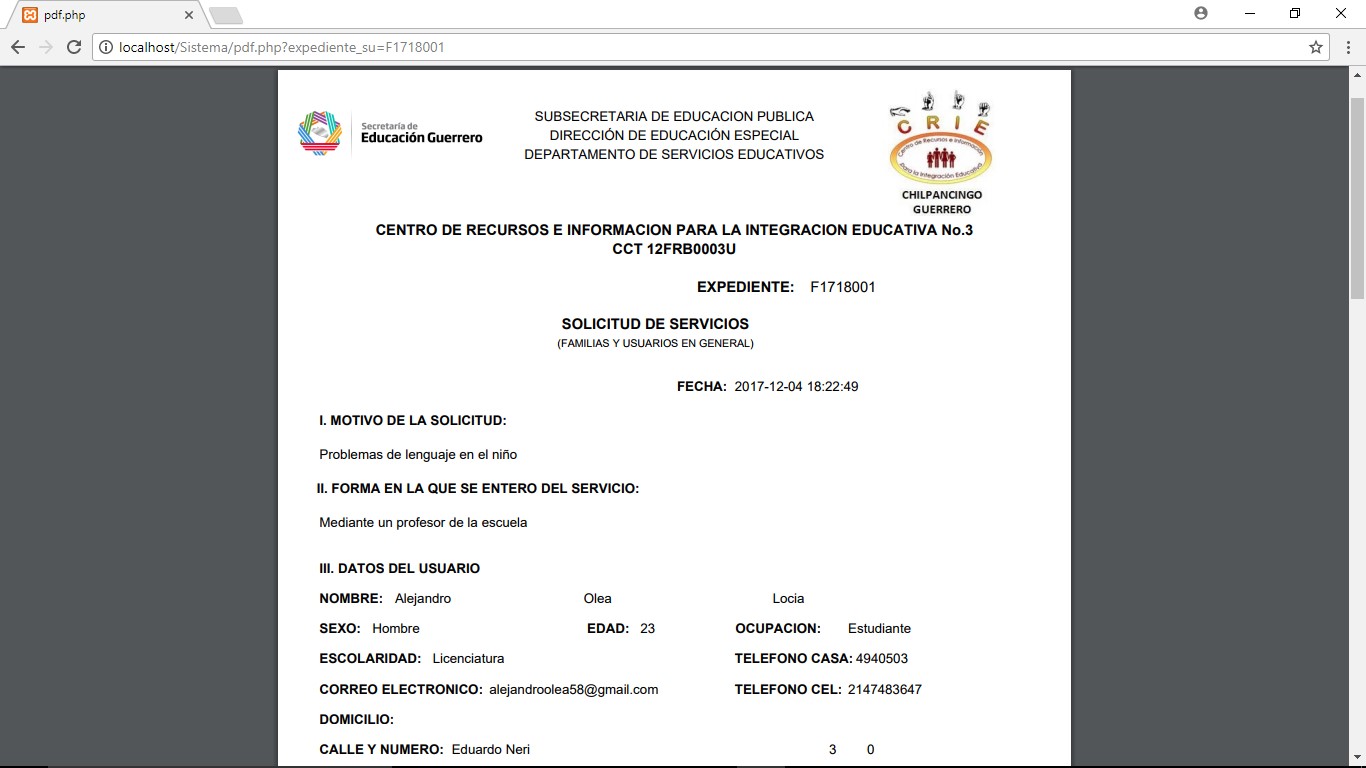 pdf.php
localhost/Sistema/pdf.php?expediente_su=F1718001
Secretaría de
Educación Guerrero
SUBSECRETARIA DE EDUCACION PUBLICA
DIRECCIÓN DE EDUCACIÓN ESPECIAL
DEPARTAMENTO DE SERVICIOS EDUCATIVOS
CRIE
Centro de Recursos e Información
Para la Integración Educativa
CHILPANCINGO
GUERRERO
CENTRO DE RECURSOS E INFORMACION PARA LA INTEGRACION EDUCATIVA No.3
CCT 12FRB0003U
EXPEDIENTE: F1718001
SOLICITUD DE SERVICIOS
(FAMILIAS Y USUARIOS EN GENERAL)
FECHA: 2017-12-04 18:22:49
I. MOTIVO DE LA SOLICITUD:
Problemas de lenguaje en el niño
II. FORMA EN LA QUE SE ENTERO DEL SERVICIO:
Mediante un profesor de la escuela
III. DATOS DEL USUARIO
NOMBRE: Alejandro Olea Locia
SEXO: Hombre EDAD: 23 OCUPACION: Estudiante
ESCOLARIDAD: Licenciatura TELEFONO CASA: 4940503
CORREO ELECTRONICO: alejandroolea58@gmail.com TELEFONO CEL: 2147483647
DOMICILIO:
CALLE Y NUMERO: Eduardo Neri 3 0